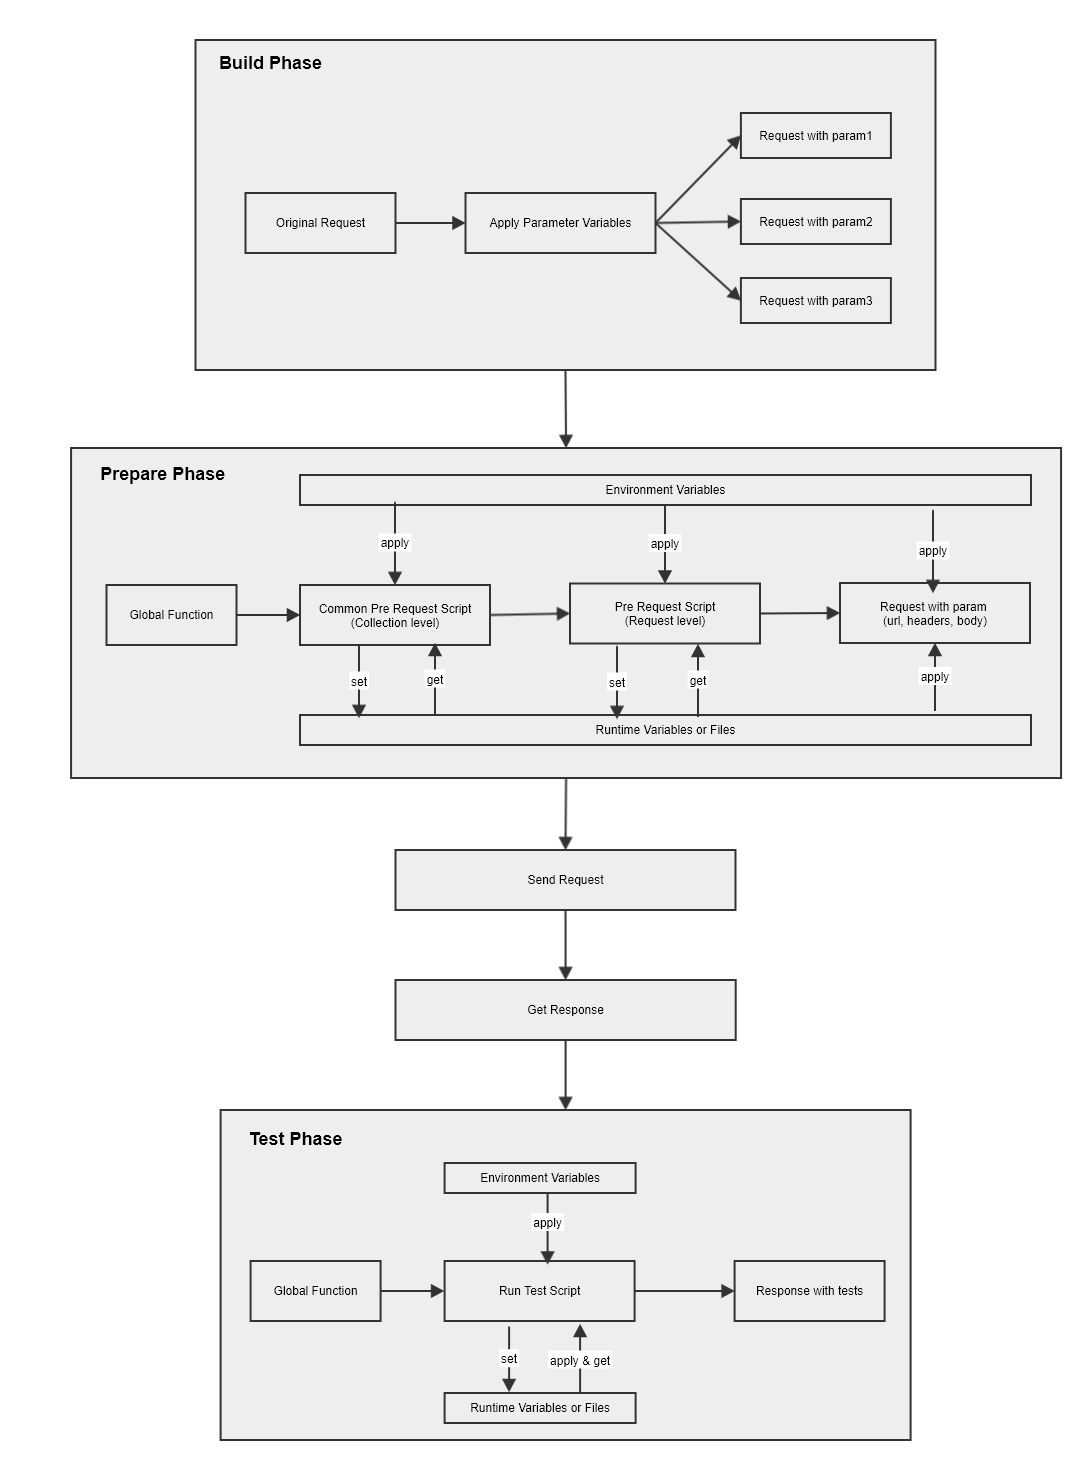 Build Phase
Request with param1
Original Request
Apply Parameter Variables
Request with param2
Request with param3
Prepare Phase
Environment Variables
apply
apply
apply
Global Function
Common Pre Request Script
(Collection level)
Pre Request Script
(Request level)
Request with param
(url, headers, body)
set
get
set
get
apply
Runtime Variables or Files
Send Request
Get Response
Test Phase
Environment Variables
apply
Global Function
Run Test Script
Response with tests
set
apply & get
Runtime Variables or Files